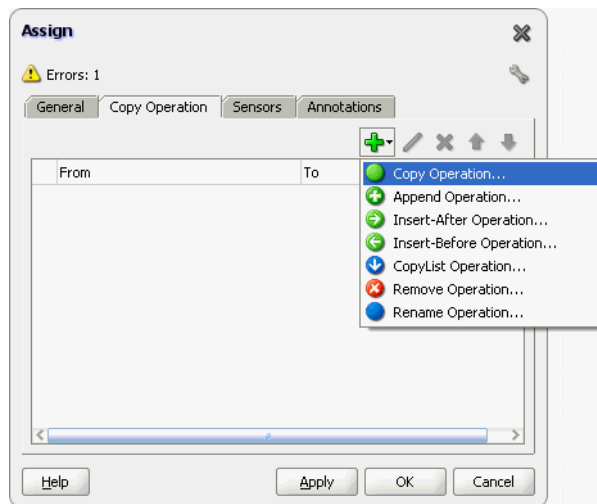 Assign
Errors: 1
General Copy Operation Sensors Annotations
From To
Copy Operation...
Append Operation...
Insert-After Operation...
Insert-Before Operation...
CopyList Operation...
Remove Operation...
Rename Operation...
Help Apply OK Cancel